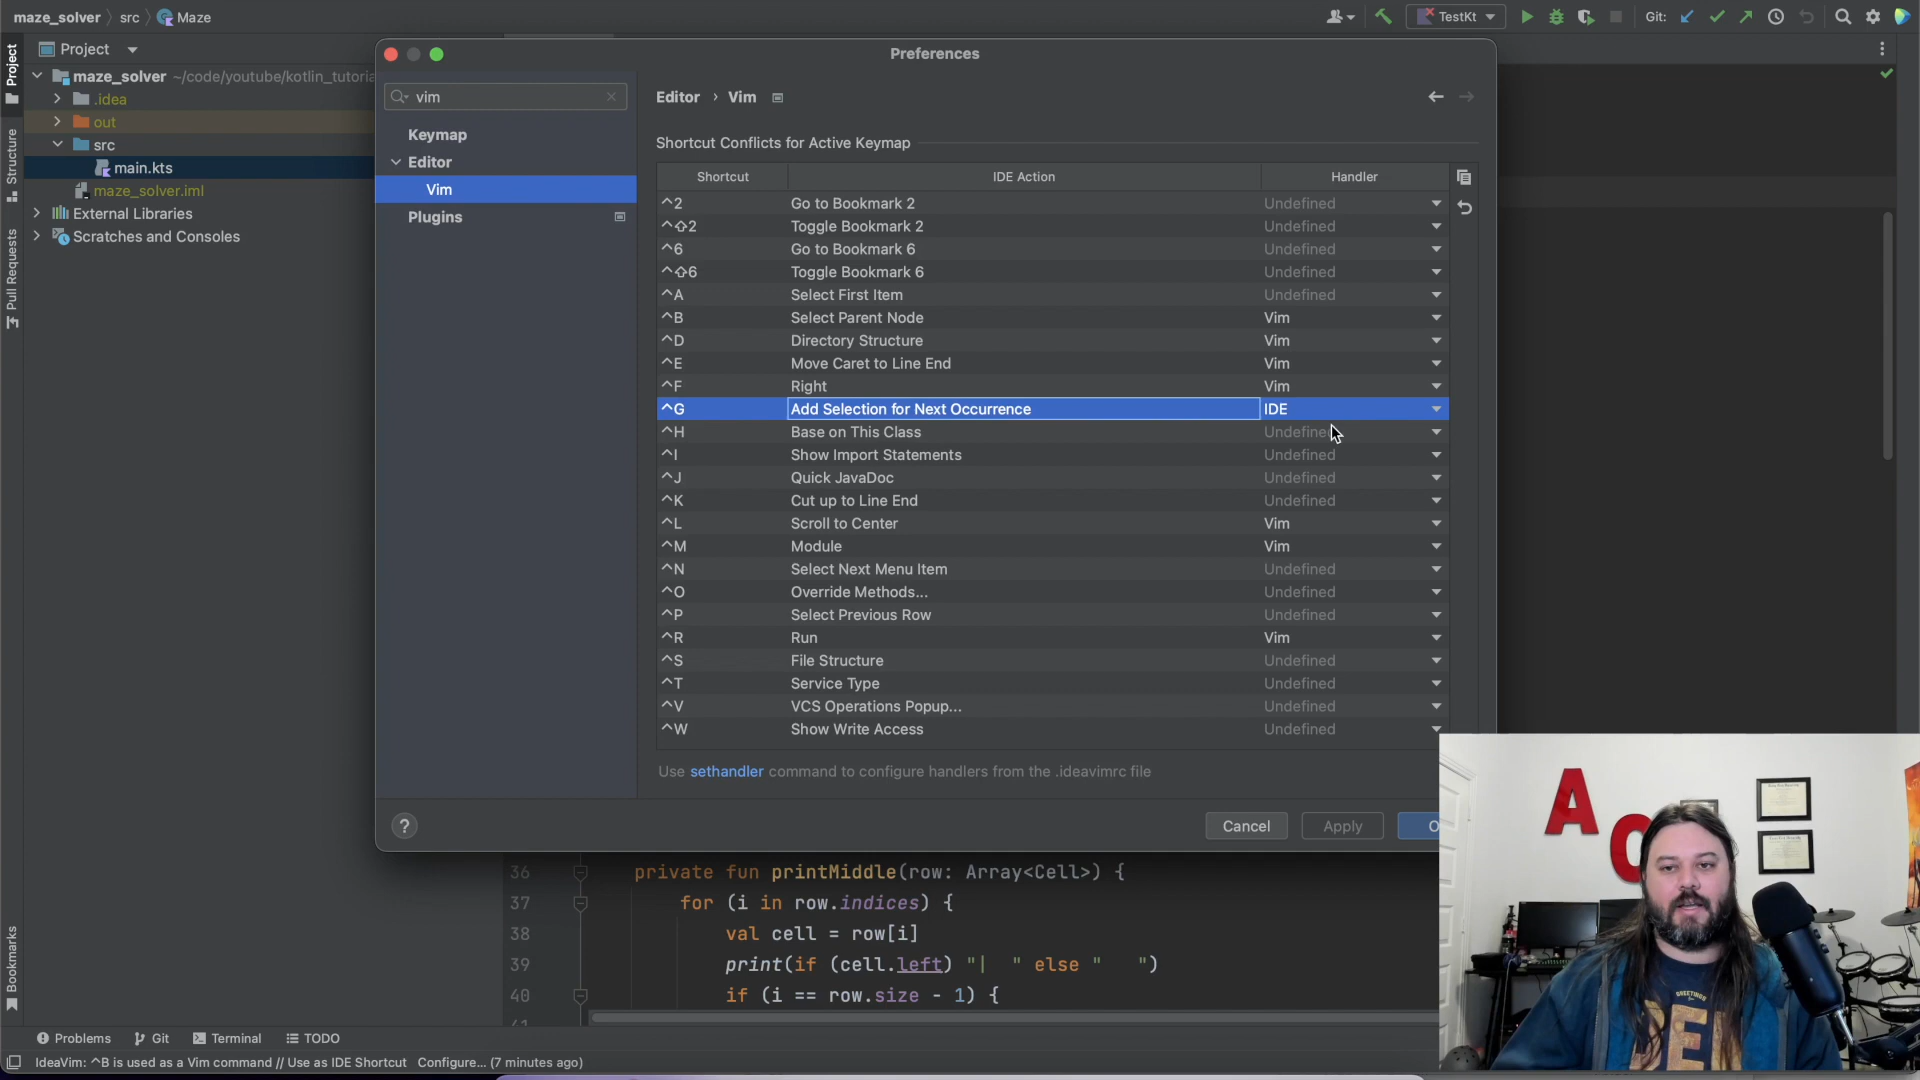 maze_solver src Maze
TestKt
Git:
Project
Structure
Pull Requests
Bookmarks
Project
maze_solver ~/code/youtube/kotlin_tutoria
.idea
out
src
main.kts
maze_solver.iml
External Libraries
Scratches and Consoles
Preferences
vim
Keymap
Editor
Vim
Plugins
Editor › Vim
Shortcut Conflicts for Active Keymap
Shortcut IDE Action Handler
^2 Go to Bookmark 2 Undefined
^⇧2 Toggle Bookmark 2 Undefined
^6 Go to Bookmark 6 Undefined
^⇧6 Toggle Bookmark 6 Undefined
^A Select First Item Undefined
^B Select Parent Node Vim
^D Directory Structure Vim
^E Move Caret to Line End Vim
^F Right Vim
^G Add Selection for Next Occurrence IDE
^H Base on This Class Undefined
^I Show Import Statements Undefined
^J Quick JavaDoc Undefined
^K Cut up to Line End Undefined
^L Scroll to Center Vim
^M Module Vim
^N Select Next Menu Item Undefined
^O Override Methods... Undefined
^P Select Previous Row Undefined
^R Run Vim
^S File Structure Undefined
^T Service Type Undefined
^V VCS Operations Popup... Undefined
^W Show Write Access Undefined
Use sethandler command to configure handlers from the .ideavimrc file
? Cancel Apply O
36 private fun printMiddle(row: Array<Cell>) {
37 for (i in row.indices) {
38 val cell = row[i]
39 print(if (cell.left) "|  " else "   ")
40 if (i == row.size - 1) {
41
A
GREETINGS
Problems Git Terminal TODO
IdeaVim: ^B is used as a Vim command // Use as IDE Shortcut Configure... (7 minutes ago)